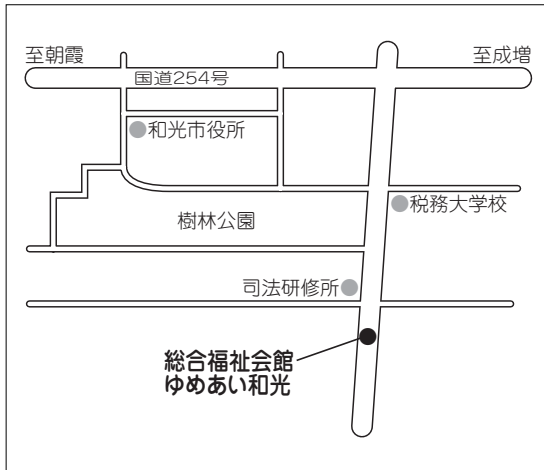 至朝霞
至成増
国道254号
和光市役所
税務大学校
樹林公園
司法研修所
総合福祉会館
ゆめあい和光